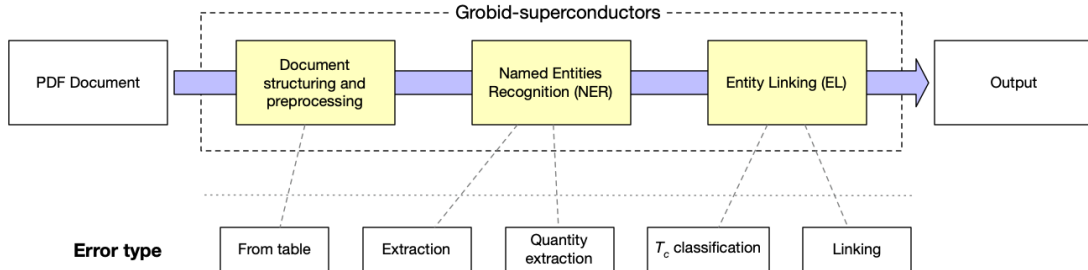 Grobid-superconductors
PDF Document
Document
structuring and
preprocessing
Named Entities
Recognition (NER)
Entity Linking (EL)
Output
Error type
From table
Extraction
Quantity
extraction
Tc classification
Linking